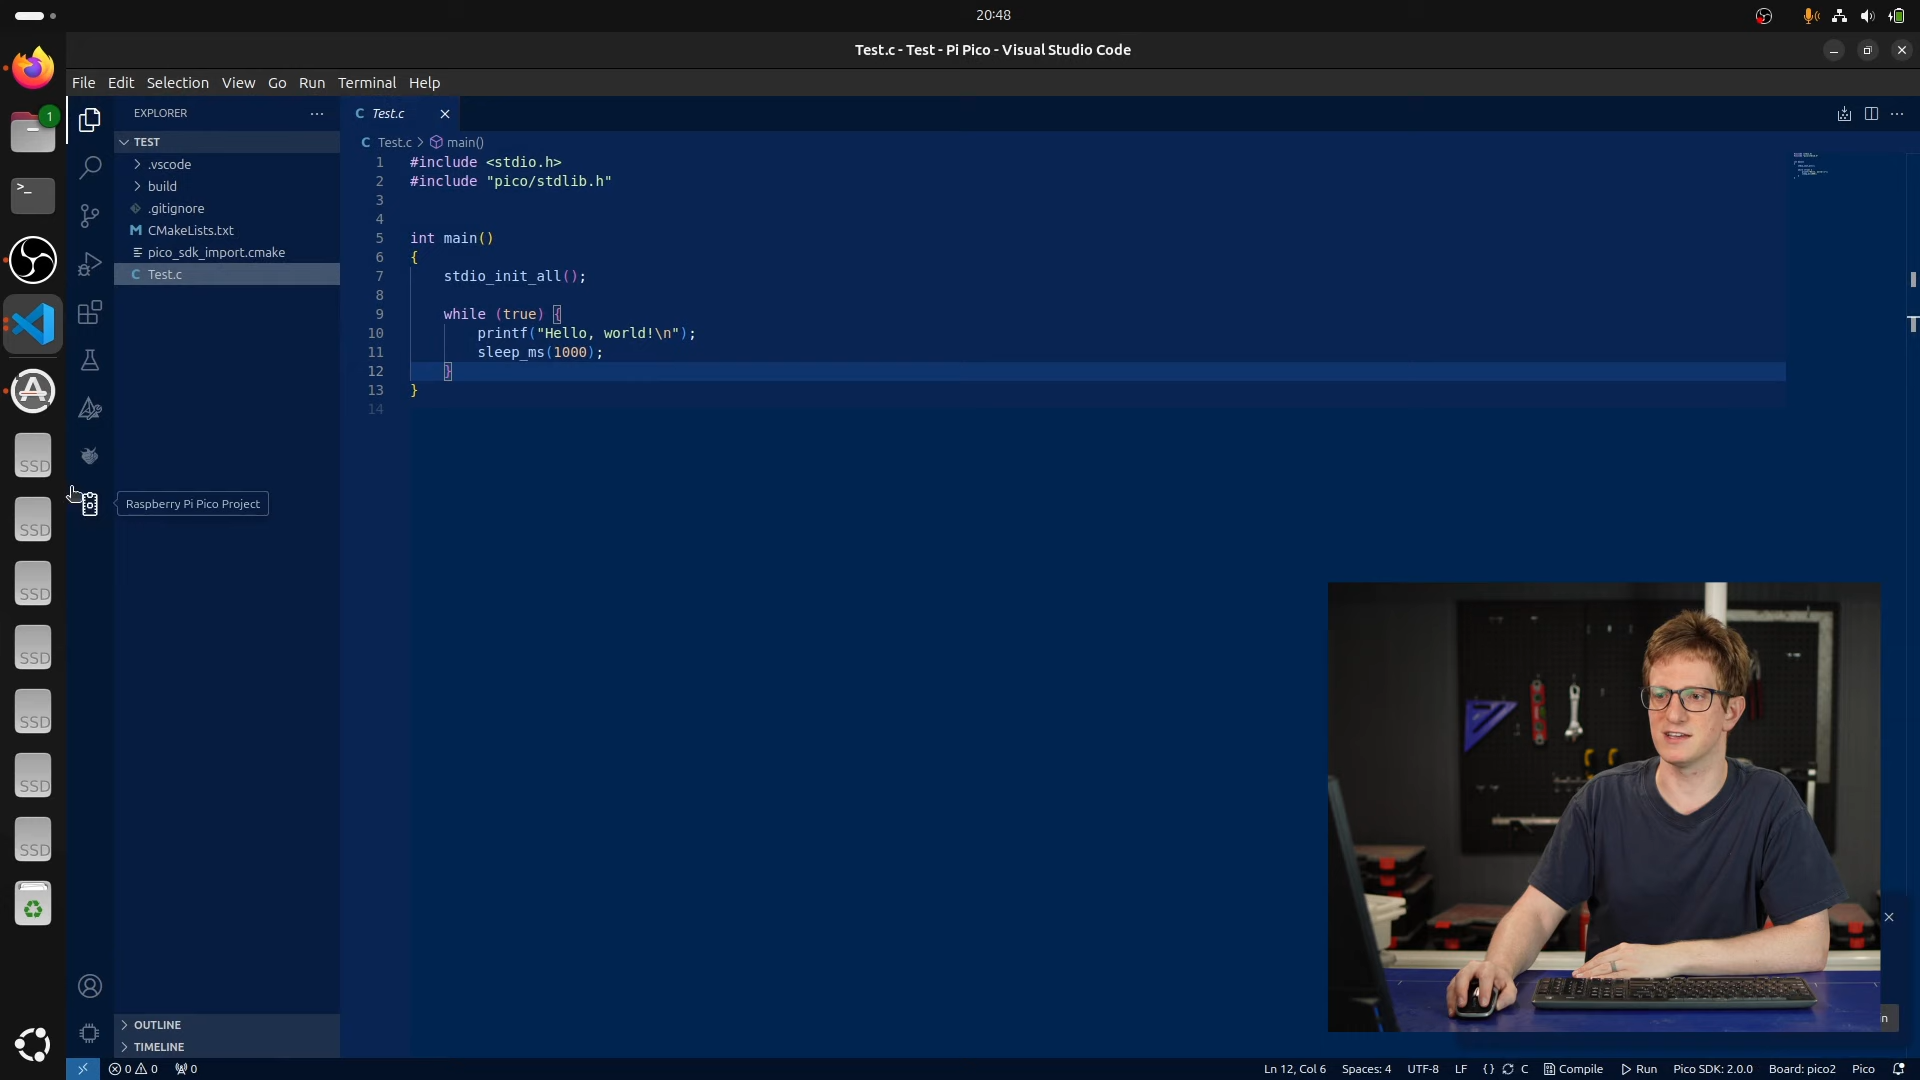 20:48
Test.c - Test - Pi Pico - Visual Studio Code
File Edit Selection View Go Run Terminal Help
1
>_
EXPLORER
TEST
.vscode
build
.gitignore
CMakeLists.txt
pico_sdk_import.cmake
C Test.c
C Test.c
C Test.c > main()
1 #include <stdio.h>
2 #include "pico/stdlib.h"
3
4
5 int main()
6 {
7 stdio_init_all();
8
9 while (true) {
10 printf("Hello, world!\n");
11 sleep_ms(1000);
12 }
13 }
14
Raspberry Pi Pico Project
SSD
SSD
SSD
SSD
SSD
SSD
SSD
OUTLINE
TIMELINE
0 0 0
Ln 12, Col 6 Spaces: 4 UTF-8 LF {} C Compile Run Pico SDK: 2.0.0 Board: pico2 Pico